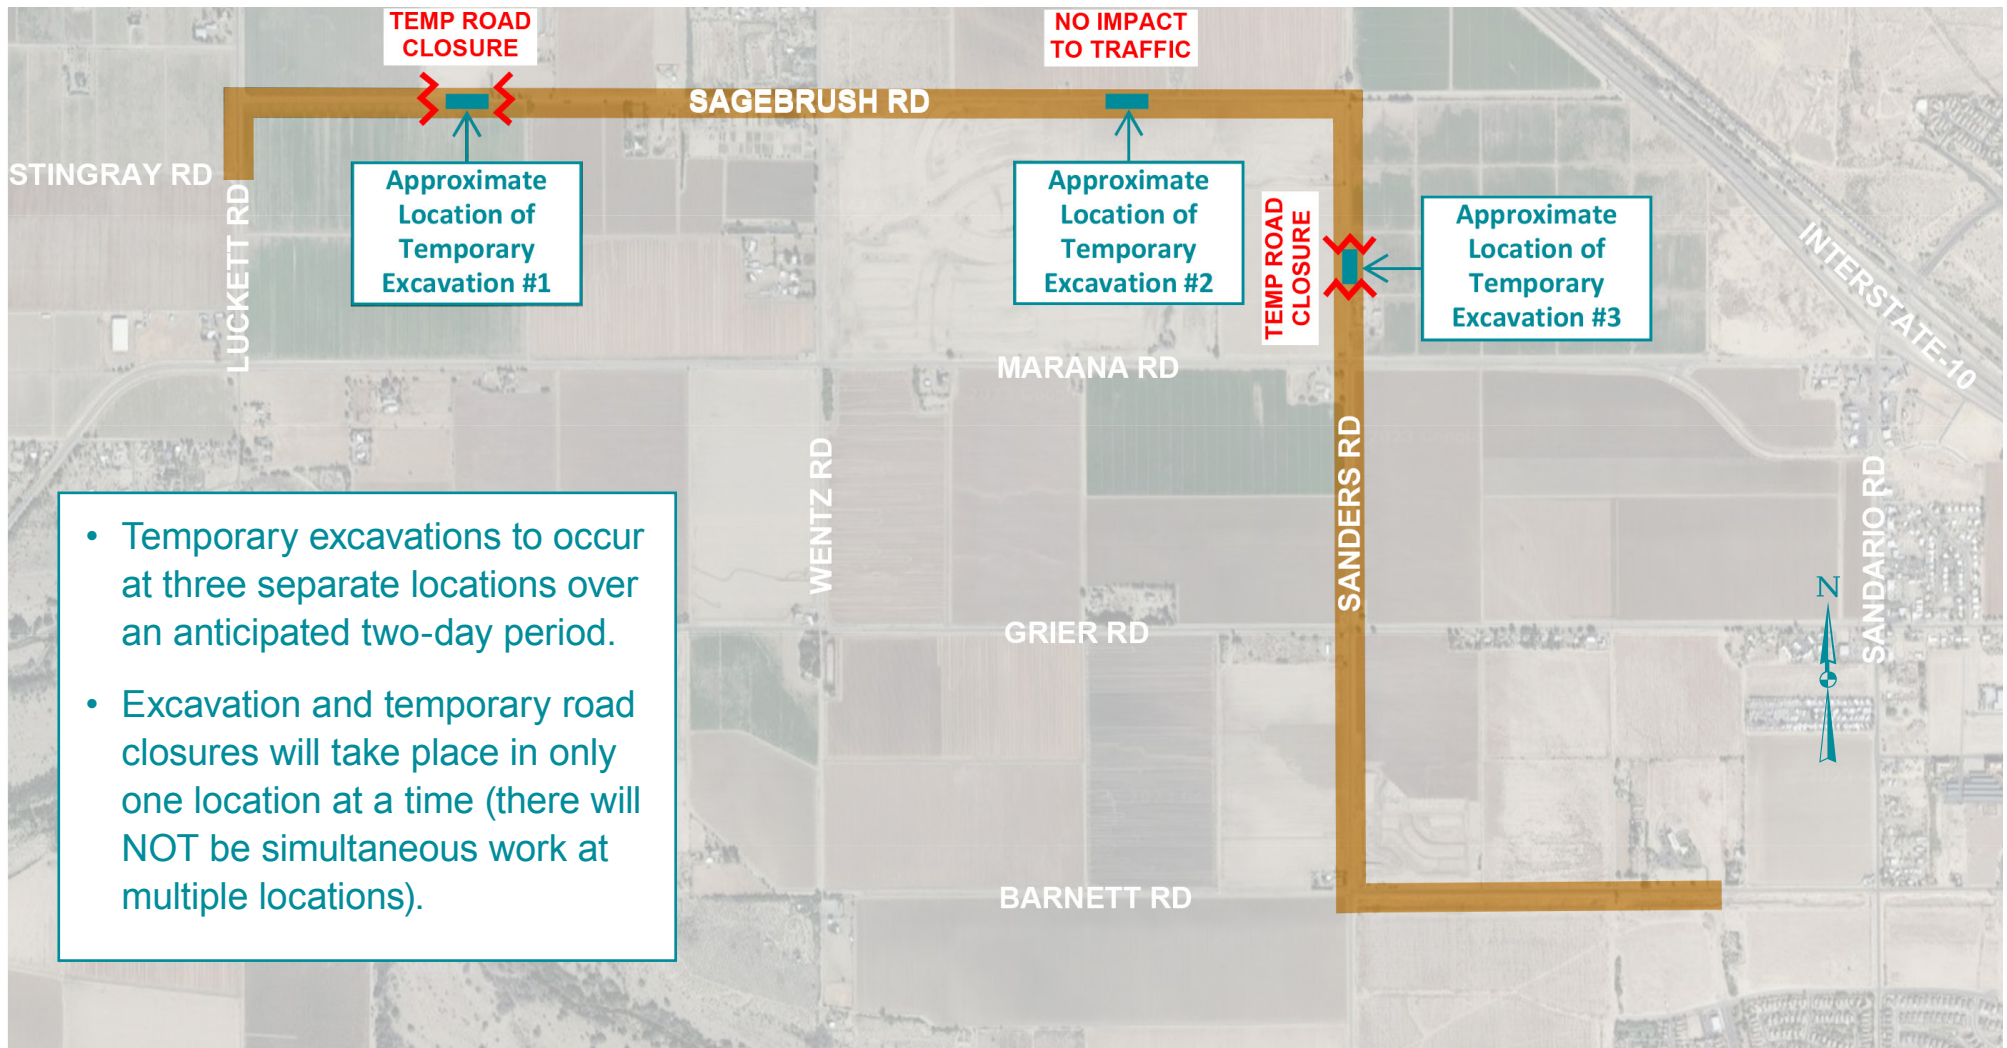 TEMP ROAD
CLOSURE
NO IMPACT
TO TRAFFIC
SAGEBRUSH RD
STINGRAY RD
LUCKETT RD
Approximate
Location of
Temporary
Excavation #1
Approximate
Location of
Temporary
Excavation #2
TEMP ROAD
CLOSURE
Approximate
Location of
Temporary
Excavation #3
INTERSTATE-10
MARANA RD
WENTZ RD
SANDERS RD
SANDARIO RD
• Temporary excavations to occur
at three separate locations over
an anticipated two-day period.
• Excavation and temporary road
closures will take place in only
one location at a time (there will
NOT be simultaneous work at
multiple locations).
GRIER RD
N
BARNETT RD